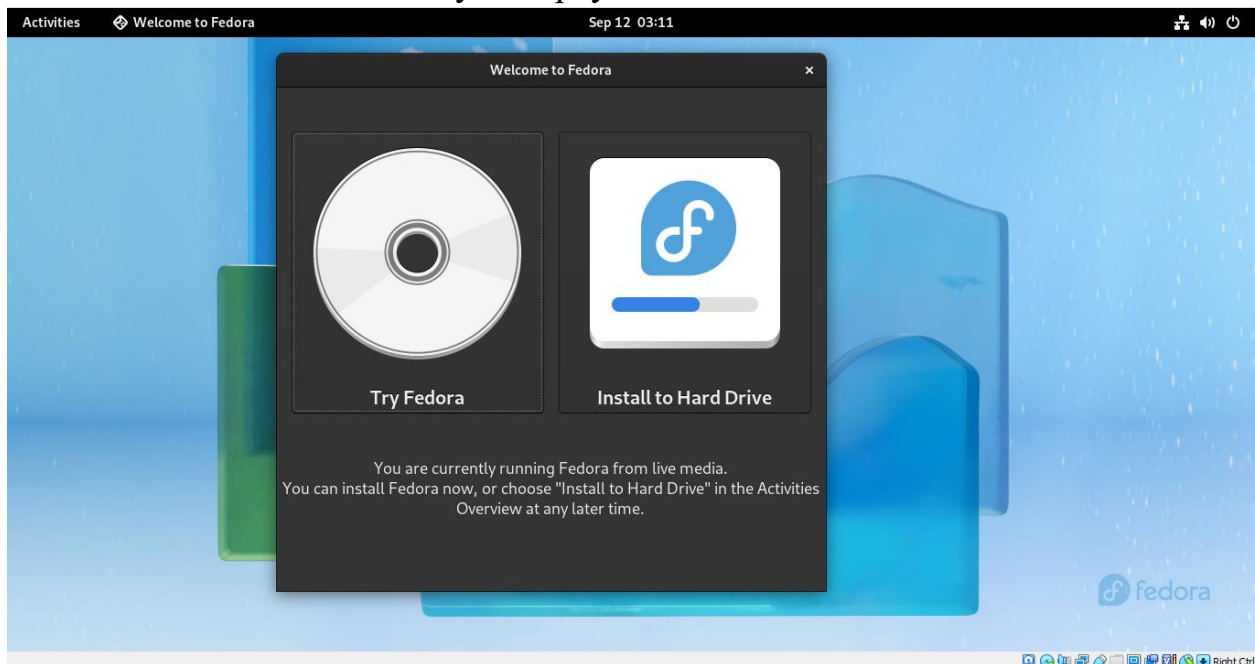 Activities Welcome to Fedora Sep 12 03:11
Welcome to Fedora ×
Try Fedora Install to Hard Drive
You are currently running Fedora from live media.
You can install Fedora now, or choose "Install to Hard Drive" in the Activities
Overview at any later time.
fedora
Right Ctrl